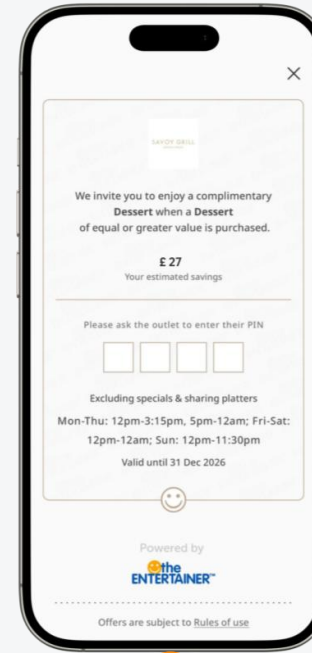 SAVOY GRILL
We invite you to enjoy a complimentary
Dessert when a Dessert
of equal or greater value is purchased.
£ 27
Your estimated savings
Please ask the outlet to enter their PIN
Excluding specials & sharing platters
Mon-Thu: 12pm-3:15pm, 5pm-12am; Fri-Sat:
12pm-12am; Sun: 12pm-11:30pm
Valid until 31 Dec 2026
Powered by
the
ENTERTAINER™
Offers are subject to Rules of use